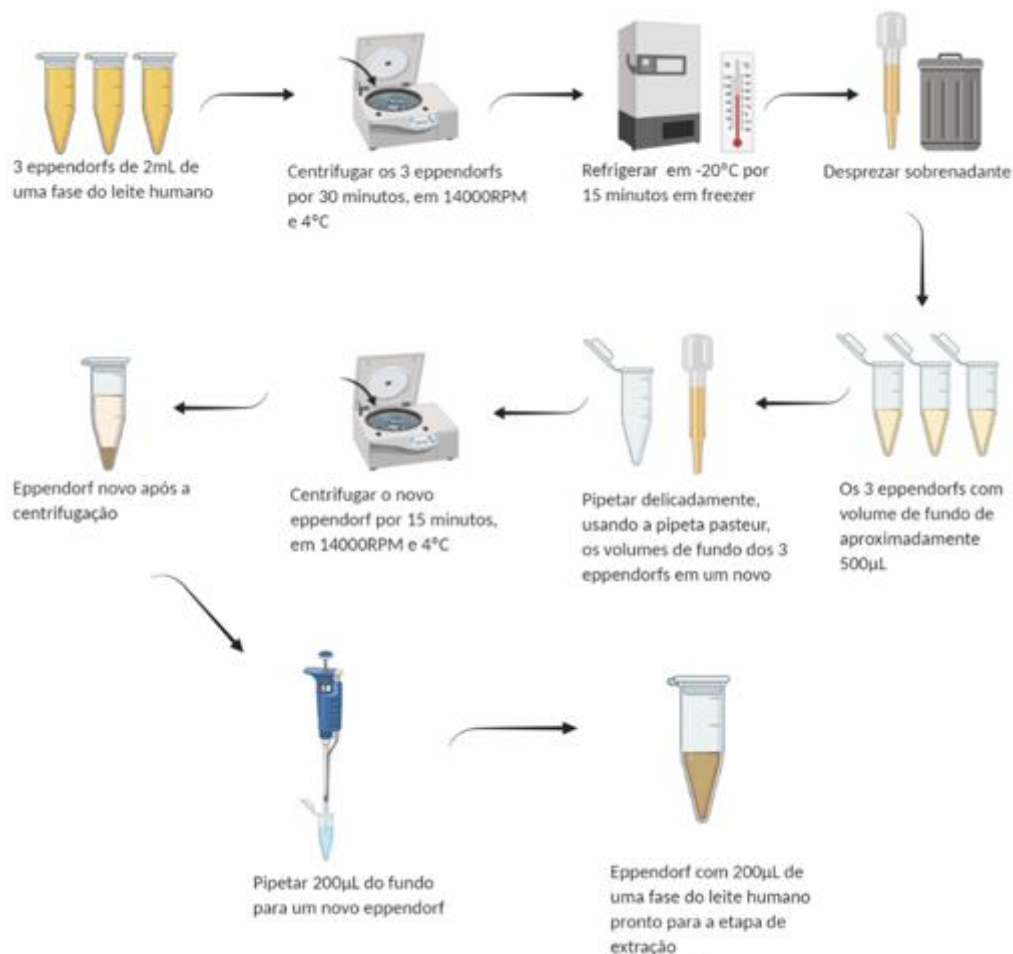 3 eppendorfs de 2mL de
uma fase do leite humano
Centrifugar os 3 eppendorfs
por 30 minutos, em 14000RPM
e 4°C
Refrigerar em -20°C por
15 minutos em freezer
Desprezar sobrenadante
Os 3 eppendorfs com
volume de fundo de
aproximadamente
500µL
Pipetar delicadamente,
usando a pipeta pasteur,
os volumes de fundo dos 3
eppendorfs em um novo
Centrifugar o novo
eppendorf por 15 minutos,
em 14000RPM e 4°C
Eppendorf novo após a
centrifugação
Pipetar 200µL do fundo
para um novo eppendorf
Eppendorf com 200µL de
uma fase do leite humano
pronto para a etapa de
extração